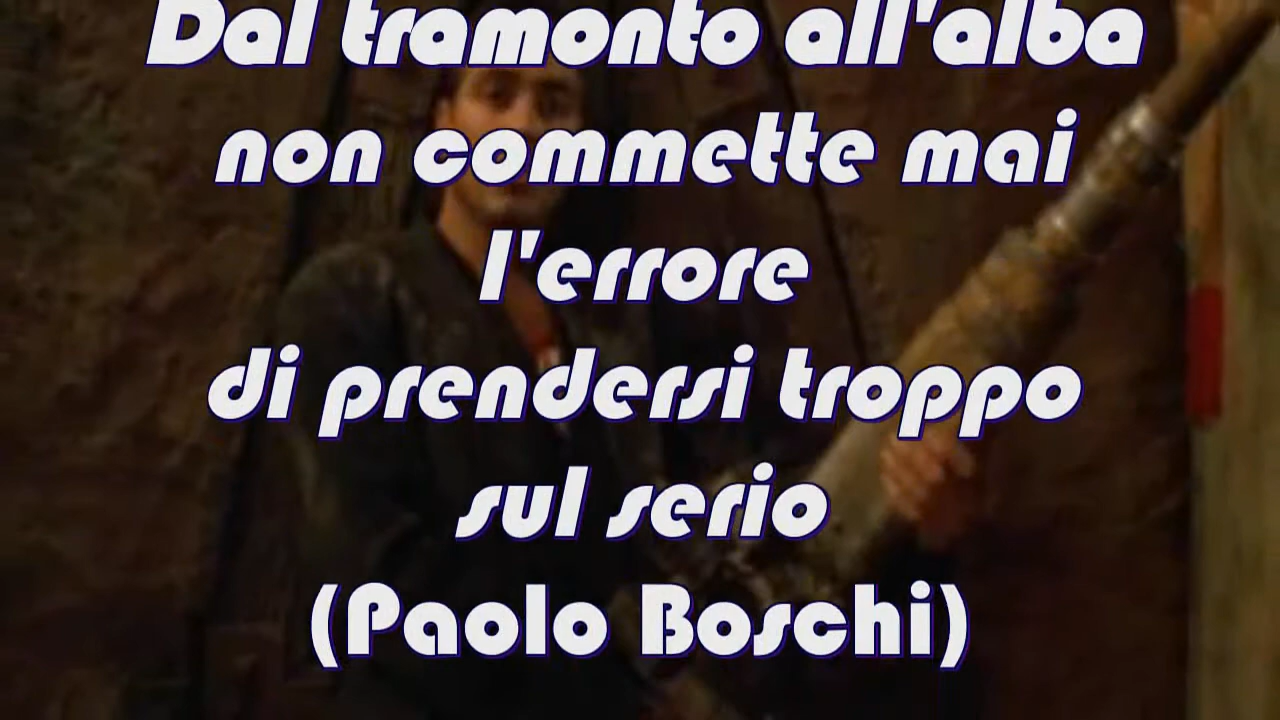 Dal tramonto all'alba
non commette mai
l'errore
di prendersi troppo
sul serio
(Paolo Boschi)